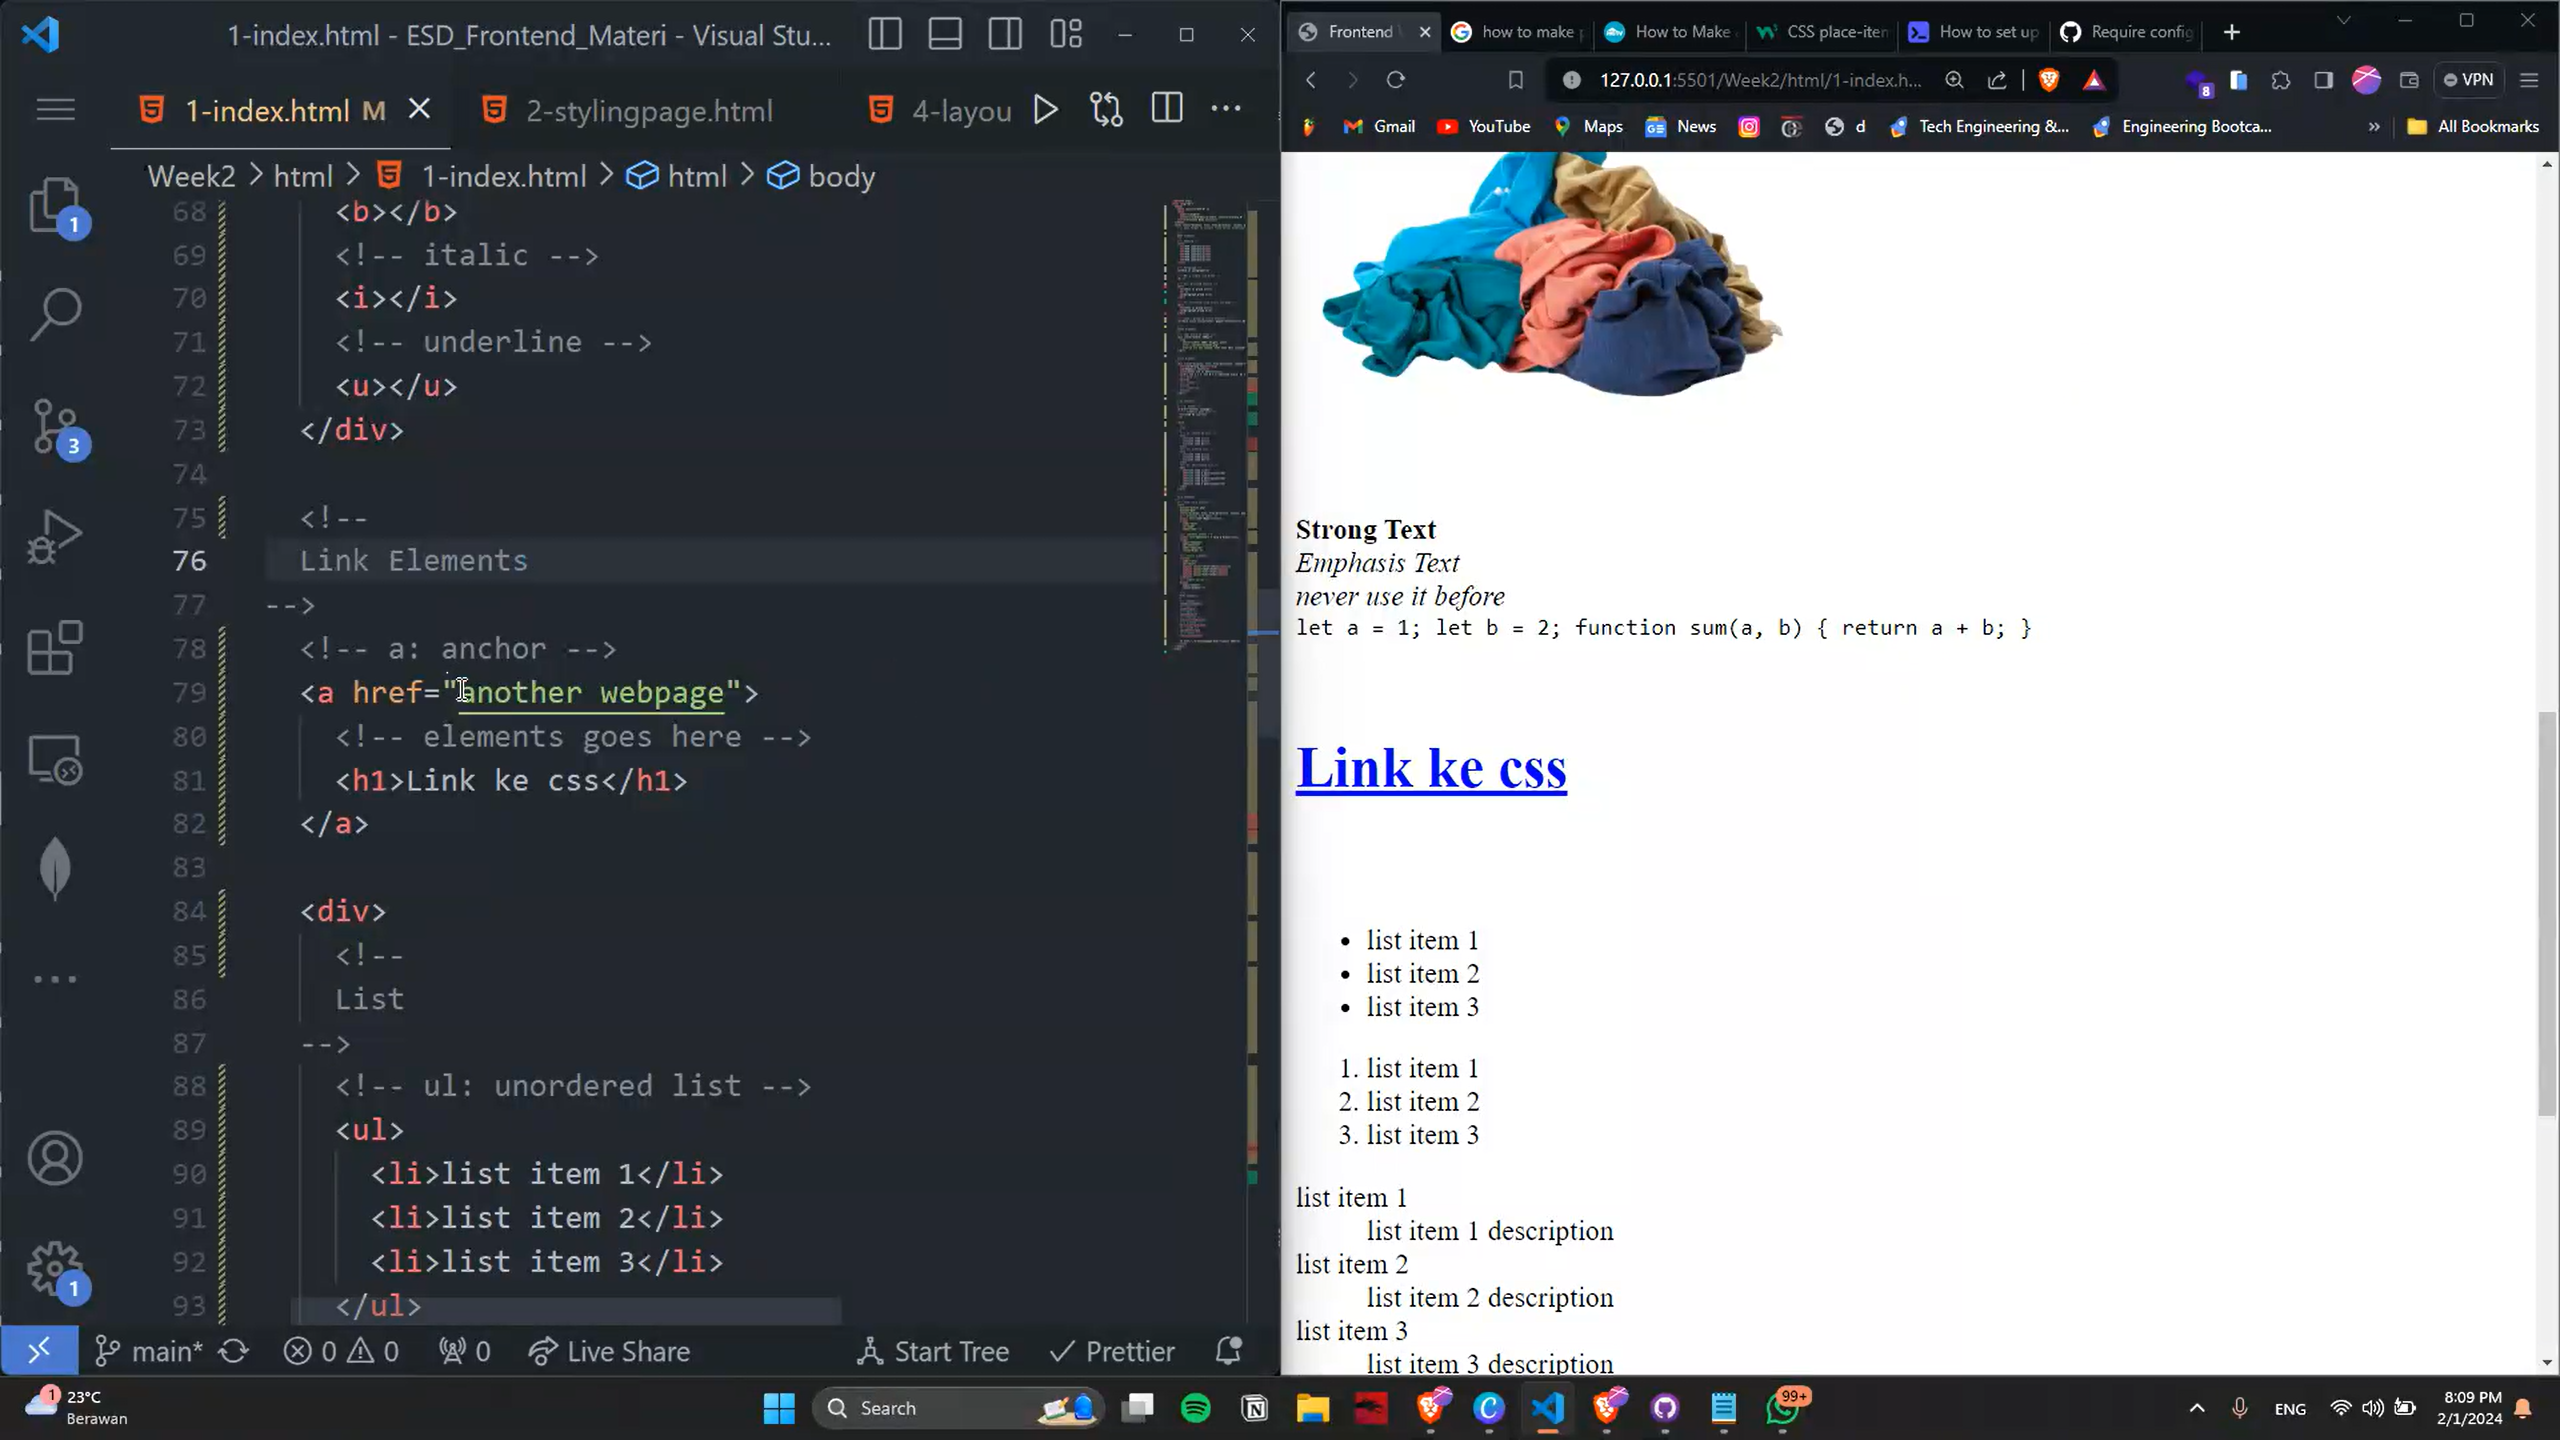 1-index.html - ESD_Frontend_Materi - Visual Stu...
1-index.html M
2-stylingpage.html
4-layou
Week2 > html > 1-index.html > html > body
68 <b></b>
69 <!-- italic -->
70 <i></i>
71 <!-- underline -->
72 <u></u>
73 </div>
74
75 <!--
76 Link Elements
77 -->
78 <!-- a: anchor -->
79 <a href="another webpage">
80 <!-- elements goes here -->
81 <h1>Link ke css</h1>
82 </a>
83
84 <div>
85 <!--
86 List
87 -->
88 <!-- ul: unordered list -->
89 <ul>
90 <li>list item 1</li>
91 <li>list item 2</li>
92 <li>list item 3</li>
93 </ul>
1
3
1
main* 0 0 0 Live Share Start Tree Prettier
Frontend
how to make
How to Make
CSS place-iten
How to set up
Require config
127.0.0.1:5501/Week2/html/1-index.h...
8
VPN
Gmail YouTube Maps News d Tech Engineering &... Engineering Bootca... » All Bookmarks
Strong Text
Emphasis Text
never use it before
let a = 1; let b = 2; function sum(a, b) { return a + b; }
Link ke css
• list item 1
• list item 2
• list item 3
1. list item 1
2. list item 2
3. list item 3
list item 1
list item 1 description
list item 2
list item 2 description
list item 3
list item 3 description
1
23°C
Berawan
Search
99+
ENG
8:09 PM
2/1/2024